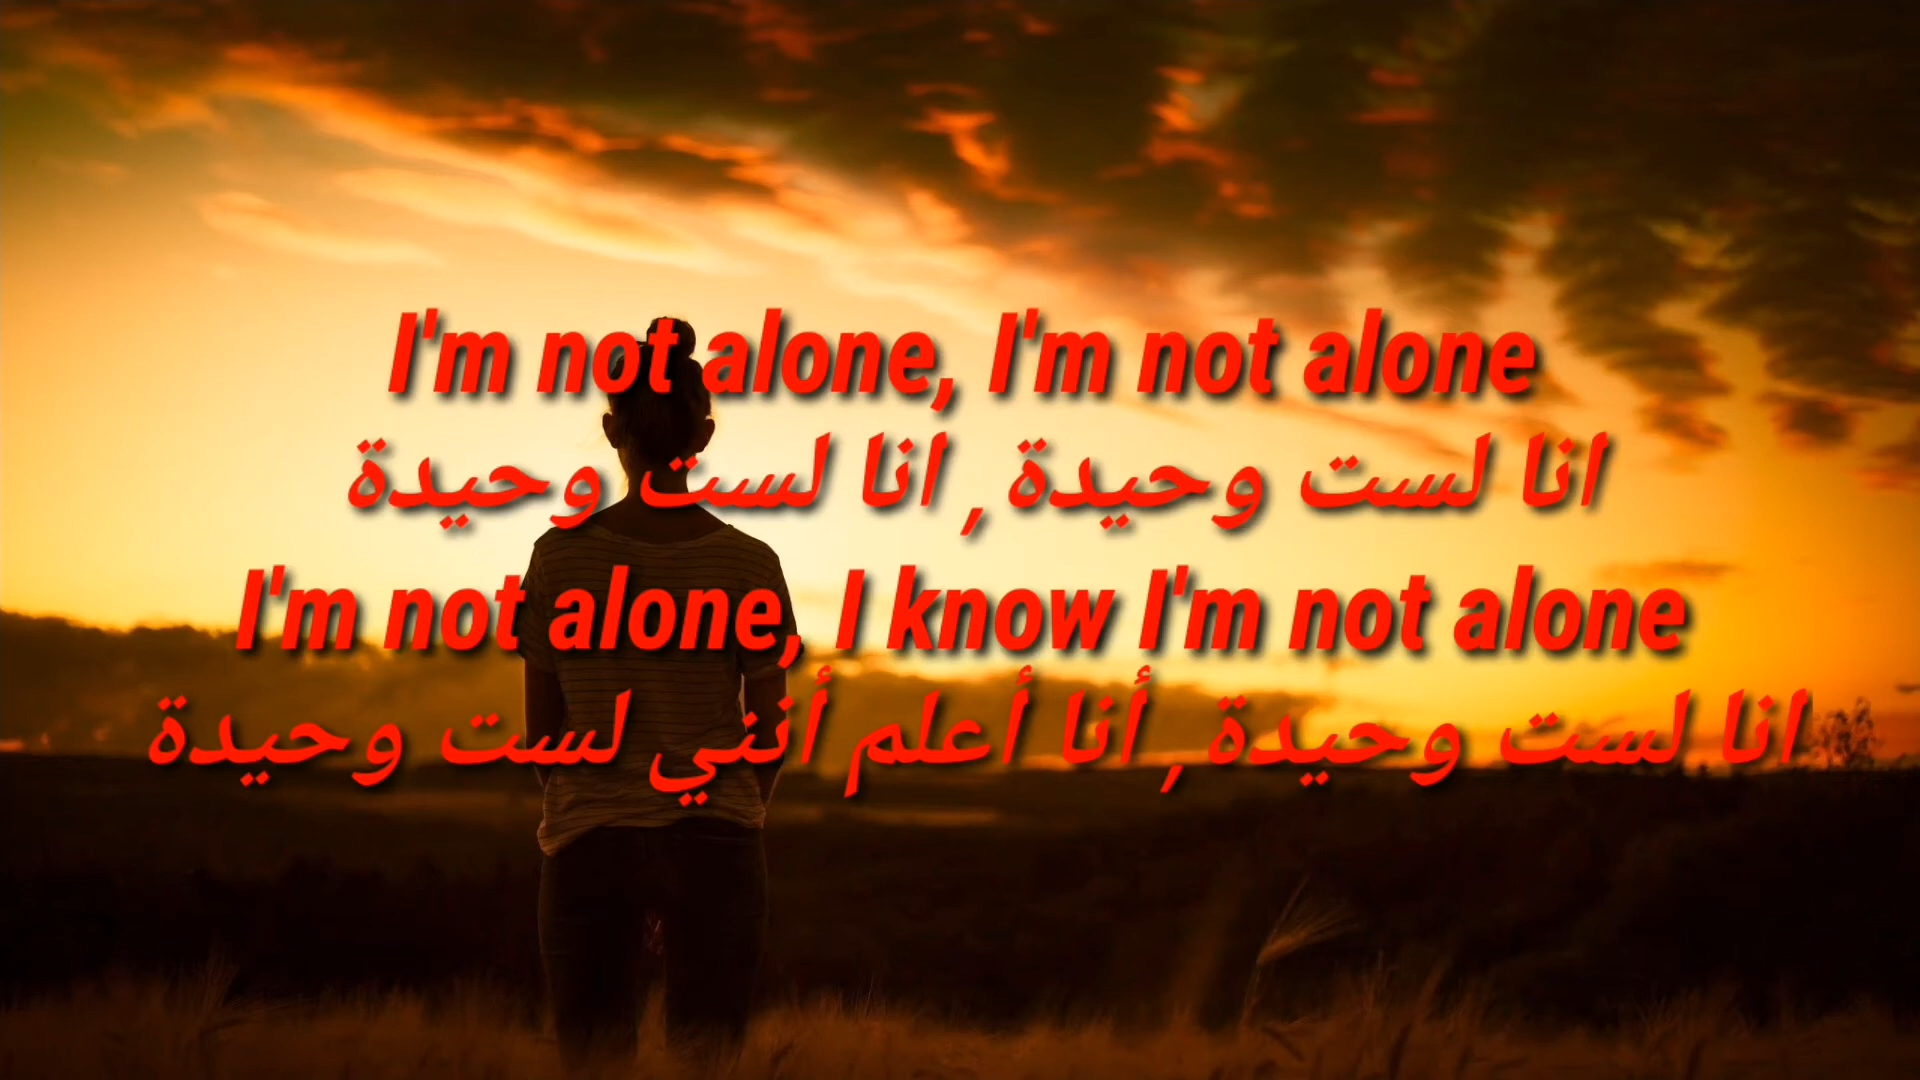 I'm not alone, I'm not alone
انا لست وحيدة , انا لست وحيدة
I'm not alone, I know I'm not alone
انا لست وحيدة , أنا أعلم أنني لست وحيدة